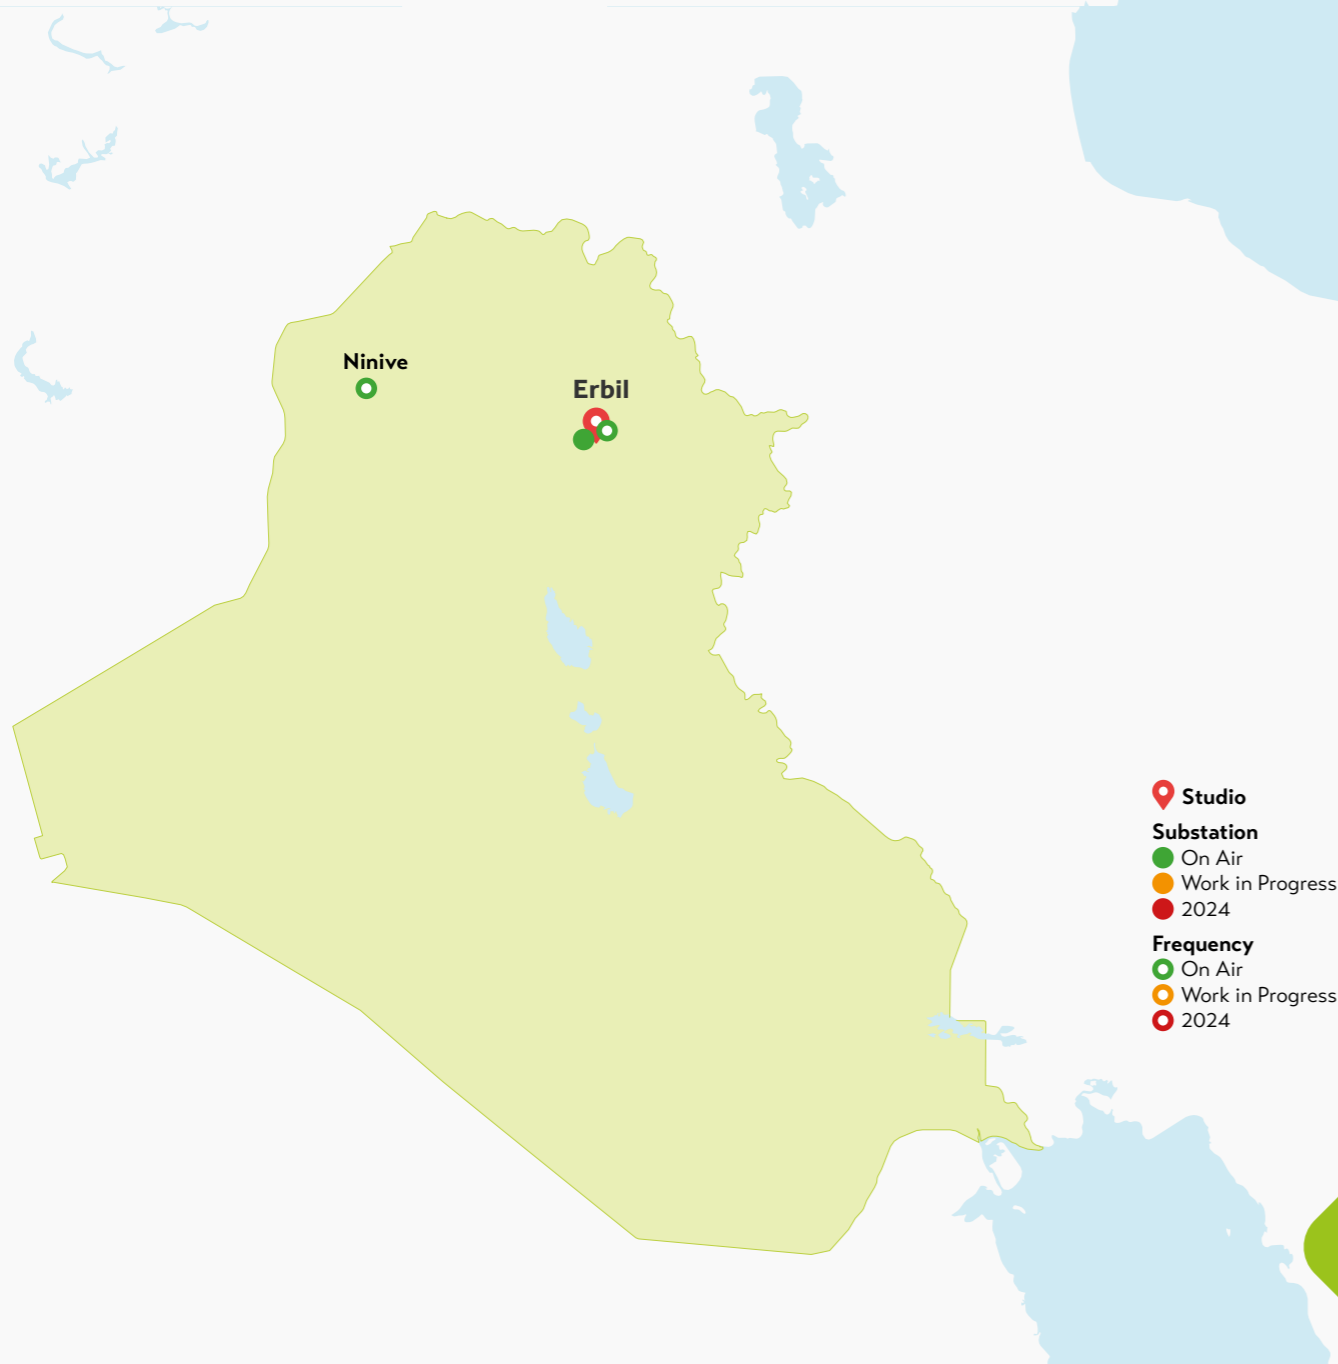 Ninive
Erbil
Studio
Substation
On Air
Work in Progress
2024
Frequency
On Air
Work in Progress
2024